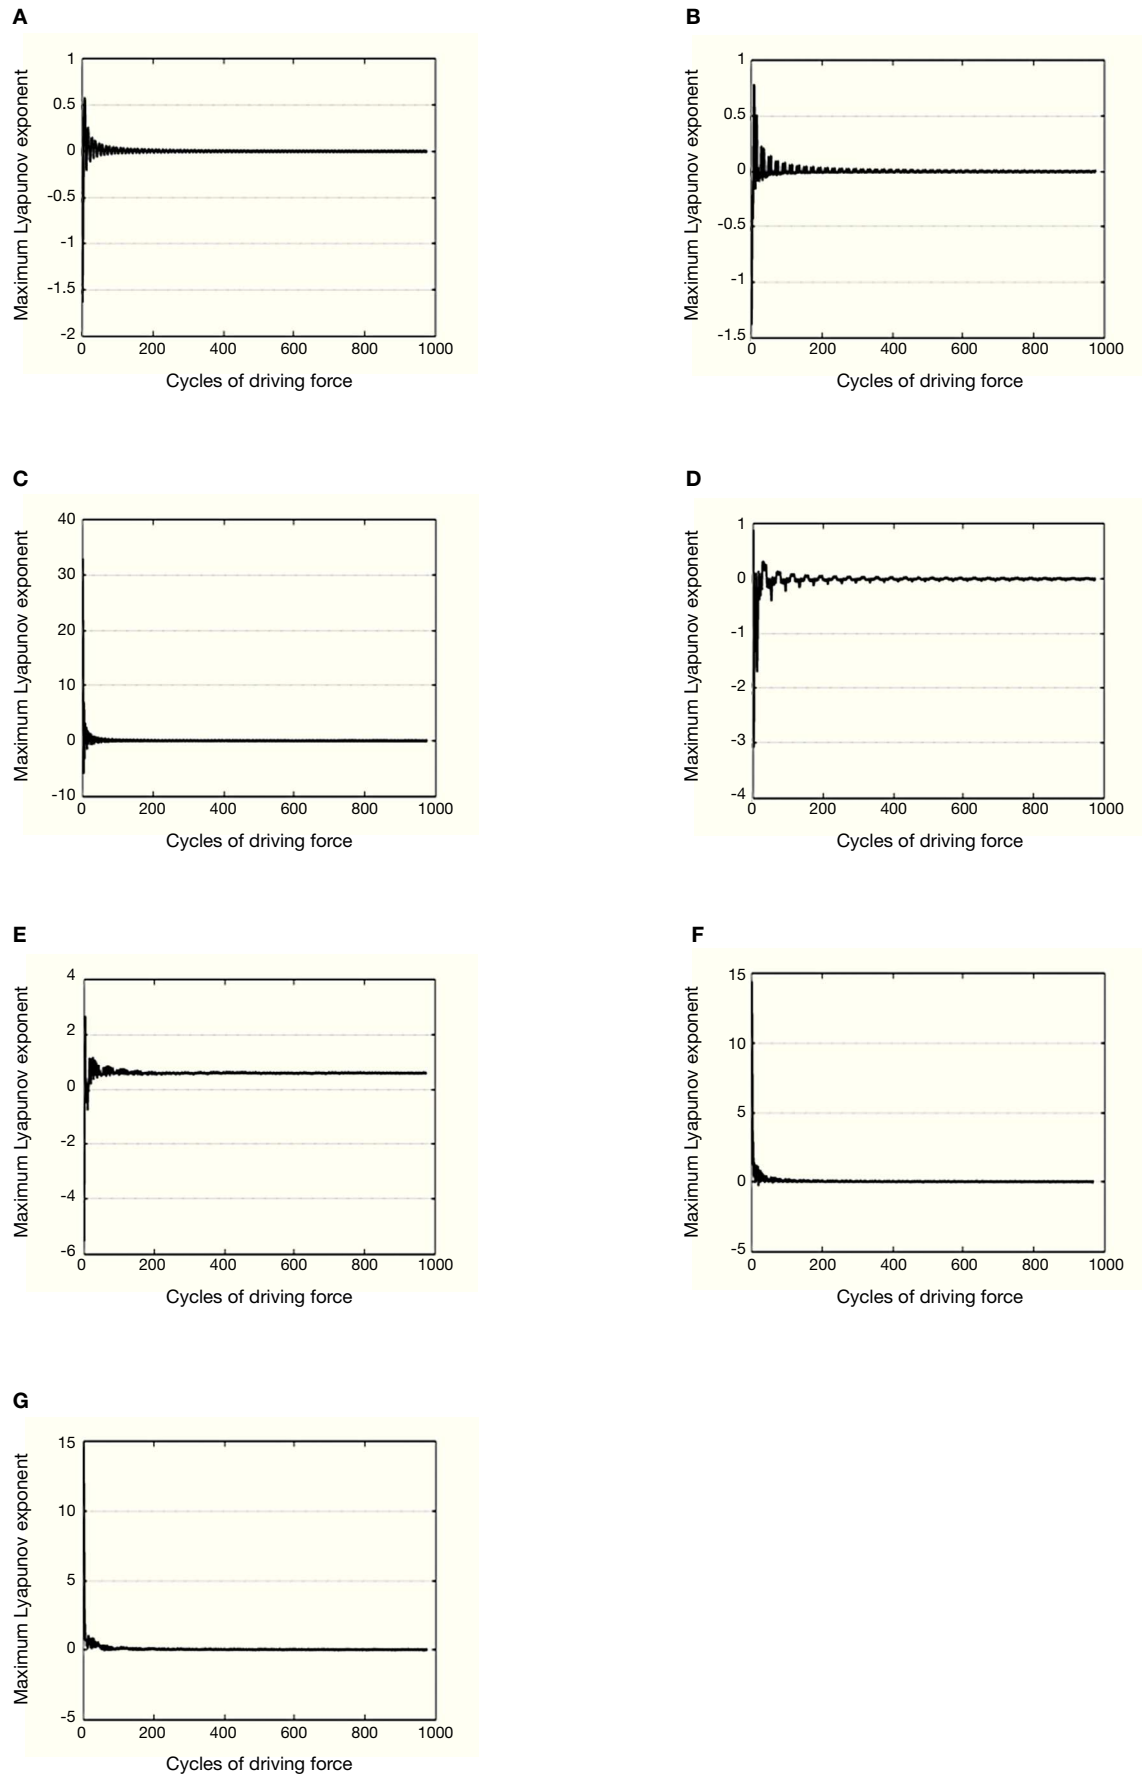 A
Maximum Lyapunov exponent
1
0.5
0
-0.5
-1
-1.5
-2
0 200 400 600 800 1000
Cycles of driving force
B
Maximum Lyapunov exponent
1
0.5
0
-0.5
-1
-1.5
0 200 400 600 800 1000
Cycles of driving force
C
Maximum Lyapunov exponent
40
30
20
10
0
-10
0 200 400 600 800 1000
Cycles of driving force
D
Maximum Lyapunov exponent
1
0
-1
-2
-3
-4
0 200 400 600 800 1000
Cycles of driving force
E
Maximum Lyapunov exponent
4
2
0
-2
-4
-6
0 200 400 600 800 1000
Cycles of driving force
F
Maximum Lyapunov exponent
15
10
5
0
-5
0 200 400 600 800 1000
Cycles of driving force
G
Maximum Lyapunov exponent
15
10
5
0
-5
0 200 400 600 800 1000
Cycles of driving force